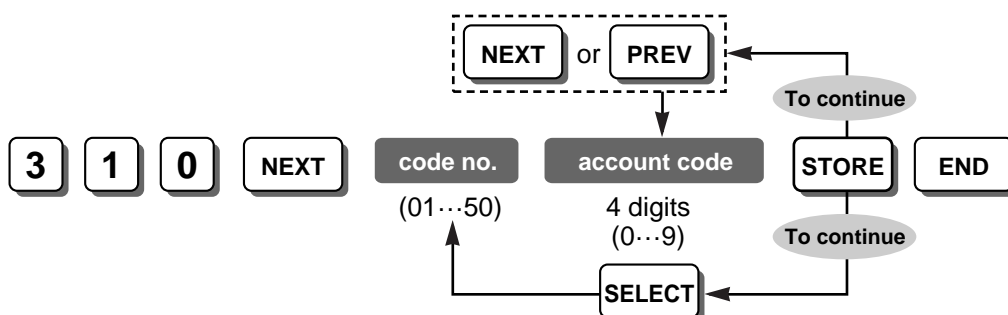 NEXT or PREV
To continue
3 1 0 NEXT code no. account code STORE END
(01···50) 4 digits
(0···9)
To continue
SELECT